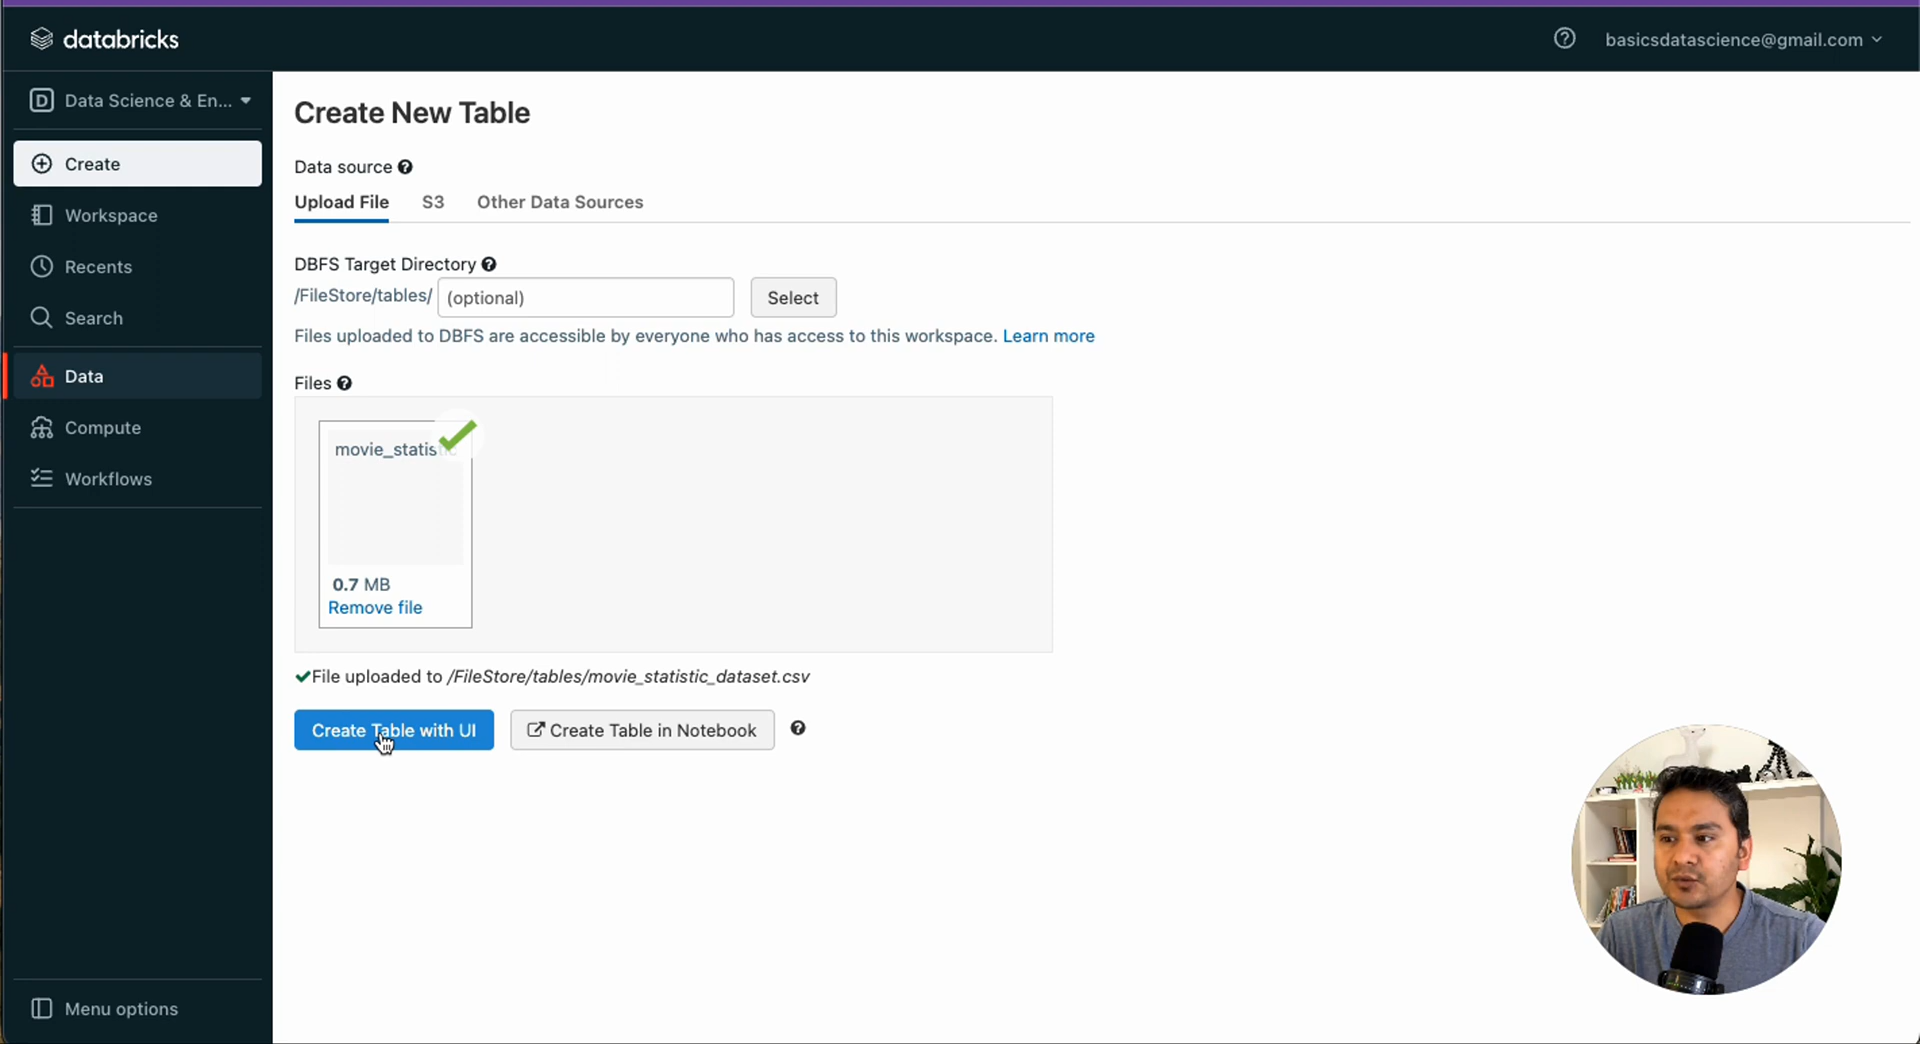 databricks
basicsdatascience@gmail.com
D Data Science & En...
Create
Workspace
Recents
Search
Data
Compute
Workflows
Menu options
Create New Table
Data source
Upload File S3 Other Data Sources
DBFS Target Directory
/FileStore/tables/ (optional) Select
Files uploaded to DBFS are accessible by everyone who has access to this workspace. Learn more
Files
movie_statistic
0.7 MB
Remove file
File uploaded to /FileStore/tables/movie_statistic_dataset.csv
Create Table with UI Create Table in Notebook